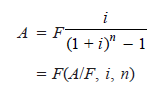 A = F i / ((1 + i)ⁿ − 1)
= F(A/F, i, n)